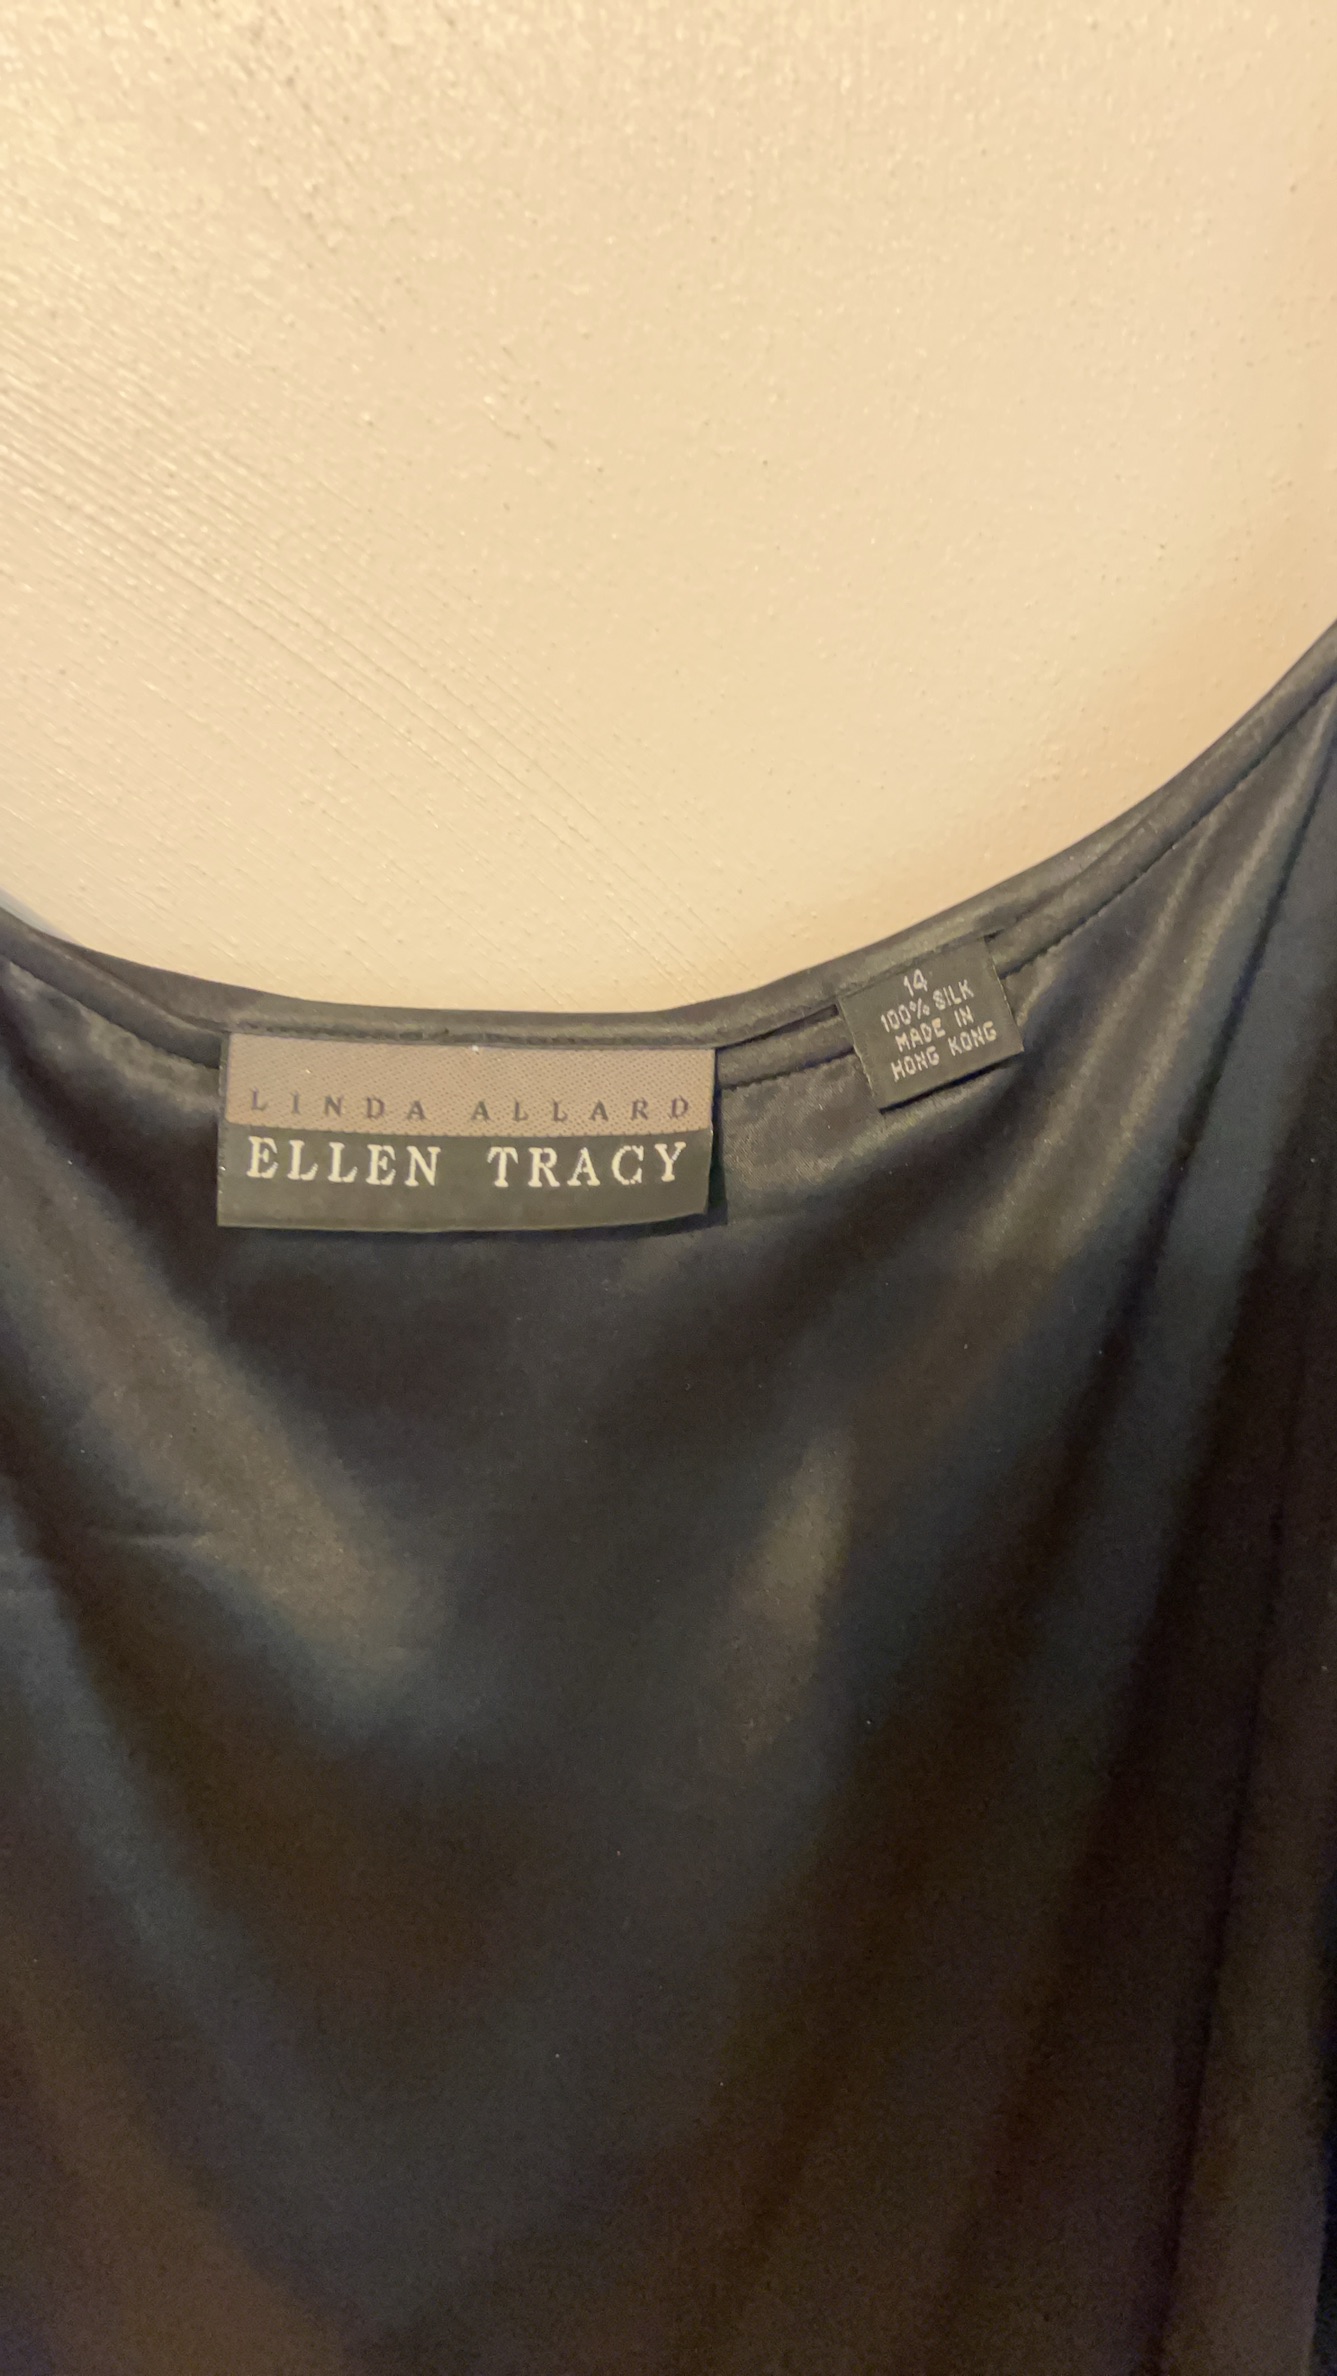 LINDA ALLARD
ELLEN TRACY
14
100% SILK
MADE IN
HONG KONG